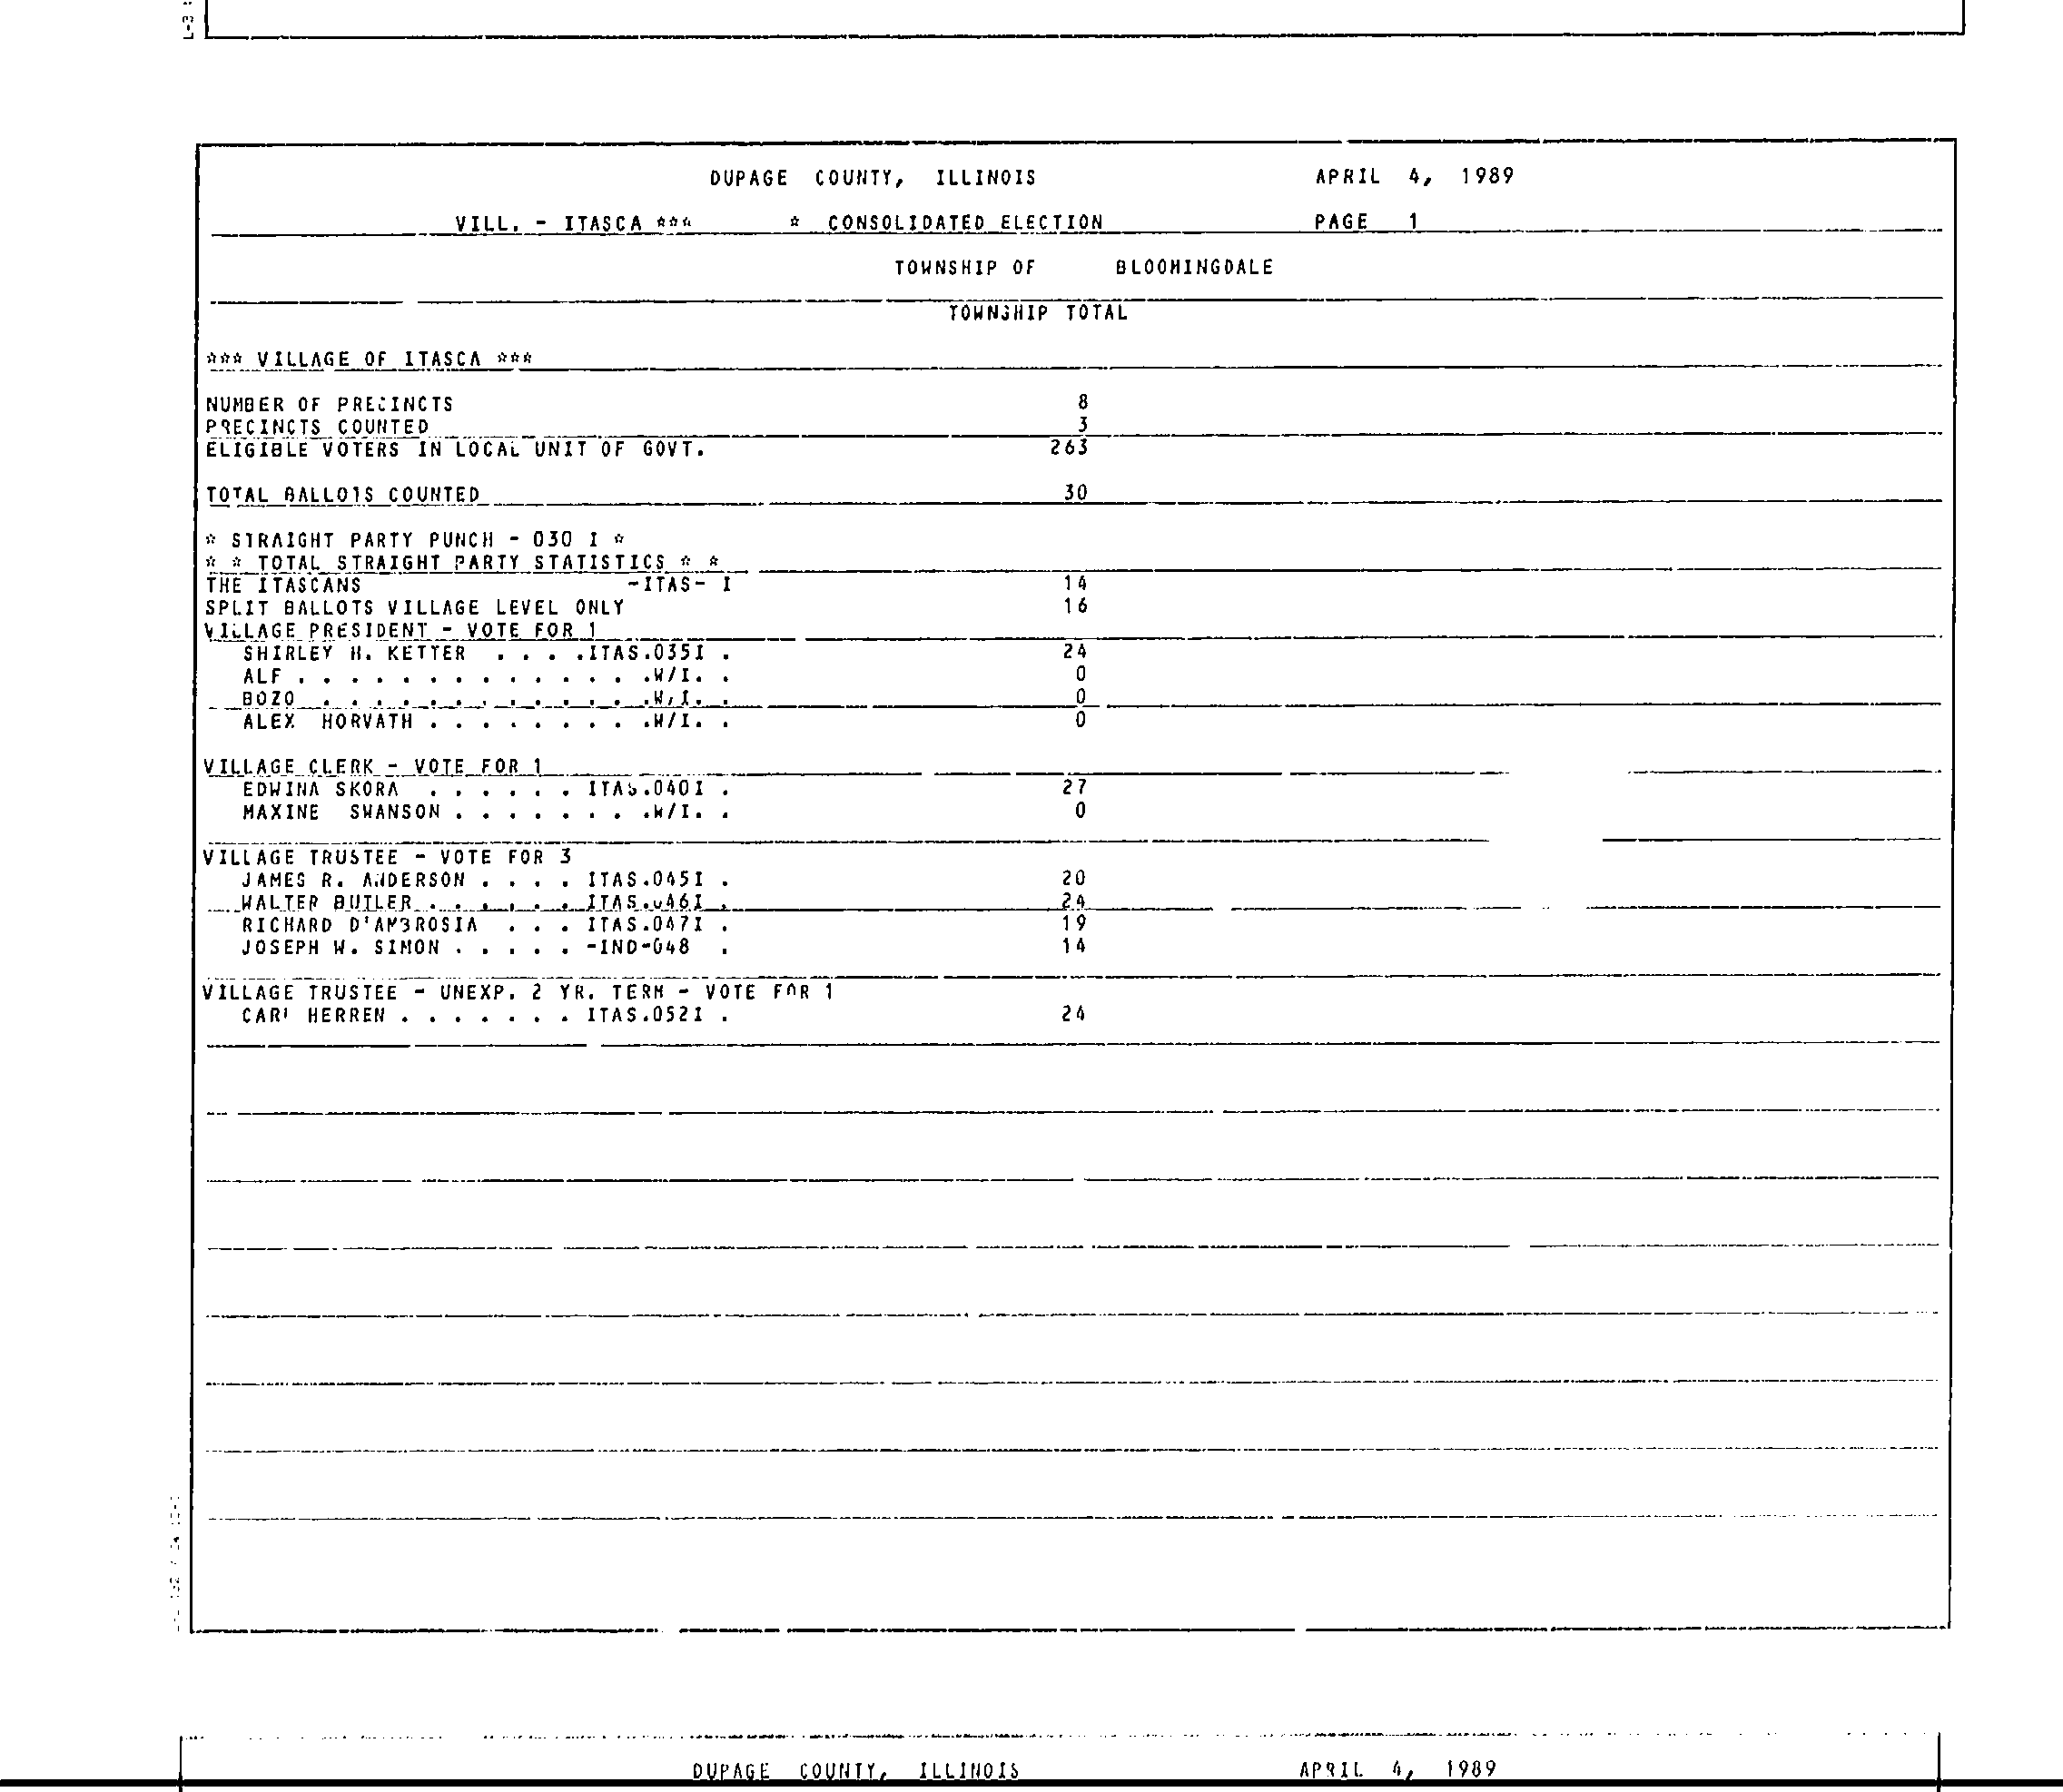 DUPAGE COUNTY, ILLINOIS APRIL 4, 1989
VILL. - ITASCA *** * CONSOLIDATED ELECTION PAGE 1
TOWNSHIP OF BLOOMINGDALE
TOWNSHIP TOTAL
*** VILLAGE OF ITASCA ***
NUMBER OF PRECINCTS 8
PRECINCTS COUNTED 3
ELIGIBLE VOTERS IN LOCAL UNIT OF GOVT. 263
TOTAL BALLOTS COUNTED 30
* STRAIGHT PARTY PUNCH - 030 I *
* * TOTAL STRAIGHT PARTY STATISTICS * *
THE ITASCANS -ITAS- I 14
SPLIT BALLOTS VILLAGE LEVEL ONLY 16
VILLAGE PRESIDENT - VOTE FOR 1
SHIRLEY H. KETTER . . . .ITAS.035I . 24
ALF . . . . . . . . . . . . . .W/I. . 0
BOZO . . . . . . . . . . . . .W/I. . 0
ALEX HORVATH . . . . . . . . .W/I. . 0
VILLAGE CLERK - VOTE FOR 1
EDWINA SKORA . . . . . . ITAS.040I . 27
MAXINE SWANSON . . . . . . . .W/I. . 0
VILLAGE TRUSTEE - VOTE FOR 3
JAMES R. ANDERSON . . . . ITAS.045I . 20
WALTER BUTLER . . . . . . ITAS.046I . 24
RICHARD D'AMBROSIA . . . ITAS.047I . 19
JOSEPH W. SIMON . . . . . -IND-048 . 14
VILLAGE TRUSTEE - UNEXP. 2 YR. TERM - VOTE FOR 1
CARL HERREN . . . . . . . ITAS.052I . 24
DUPAGE COUNTY, ILLINOIS APRIL 4, 1989